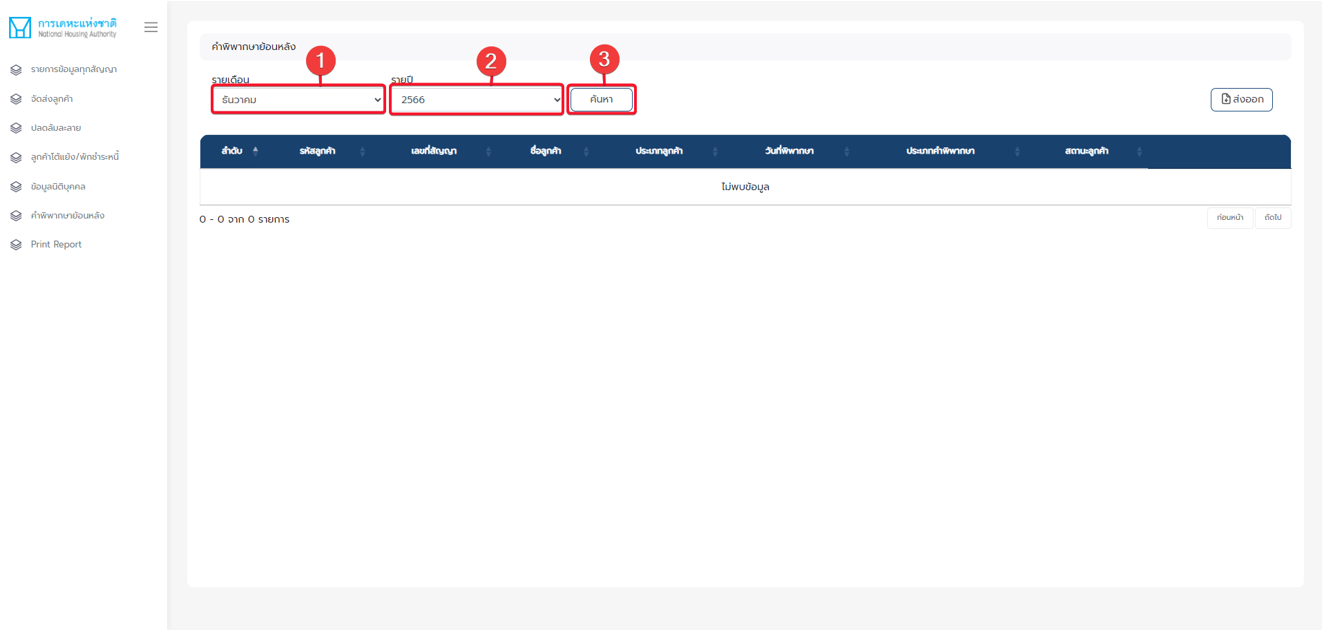 การเคหะแห่งชาติ
National Housing Authority
รายการข้อมูลทุกสัญญา
จัดส่งลูกค้า
ปลดล้มละลาย
ลูกค้าโต้แย้ง/พักชำระหนี้
ข้อมูลนิติบุคคล
คำพิพากษาย้อนหลัง
Print Report
คำพิพากษาย้อนหลัง
1 2 3
รายเดือน รายปี
ธันวาคม 2566 ค้นหา ส่งออก
ลำดับ รหัสลูกค้า เลขที่สัญญา ชื่อลูกค้า ประเภทลูกค้า วันที่พิพากษา ประเภทคำพิพากษา สถานะลูกค้า
ไม่พบข้อมูล
0 - 0 จาก 0 รายการ ก่อนหน้า ถัดไป